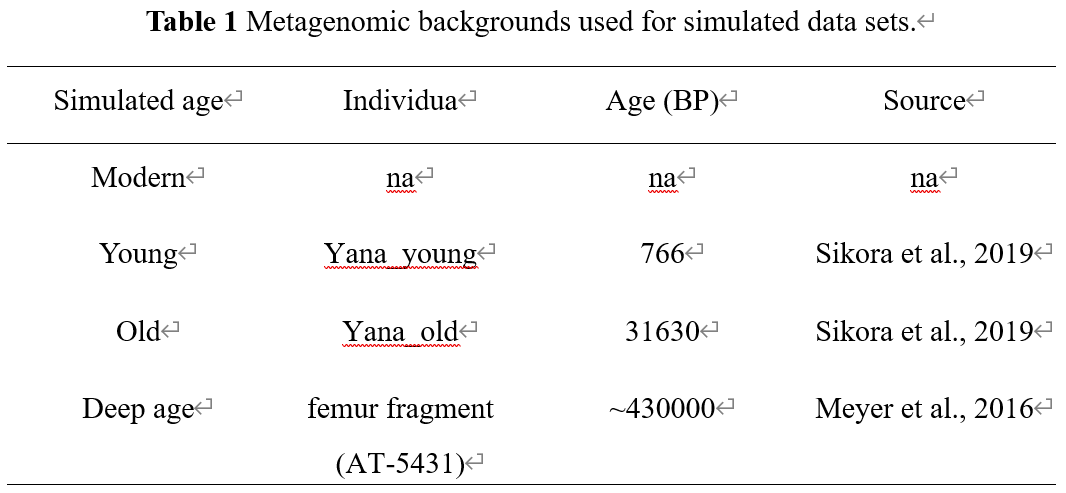 Table 1 Metagenomic backgrounds used for simulated data sets.
Simulated age Individua Age (BP) Source
Modern na na na
Young Yana_young 766 Sikora et al., 2019
Old Yana_old 31630 Sikora et al., 2019
Deep age femur fragment ~430000 Meyer et al., 2016
(AT-5431)